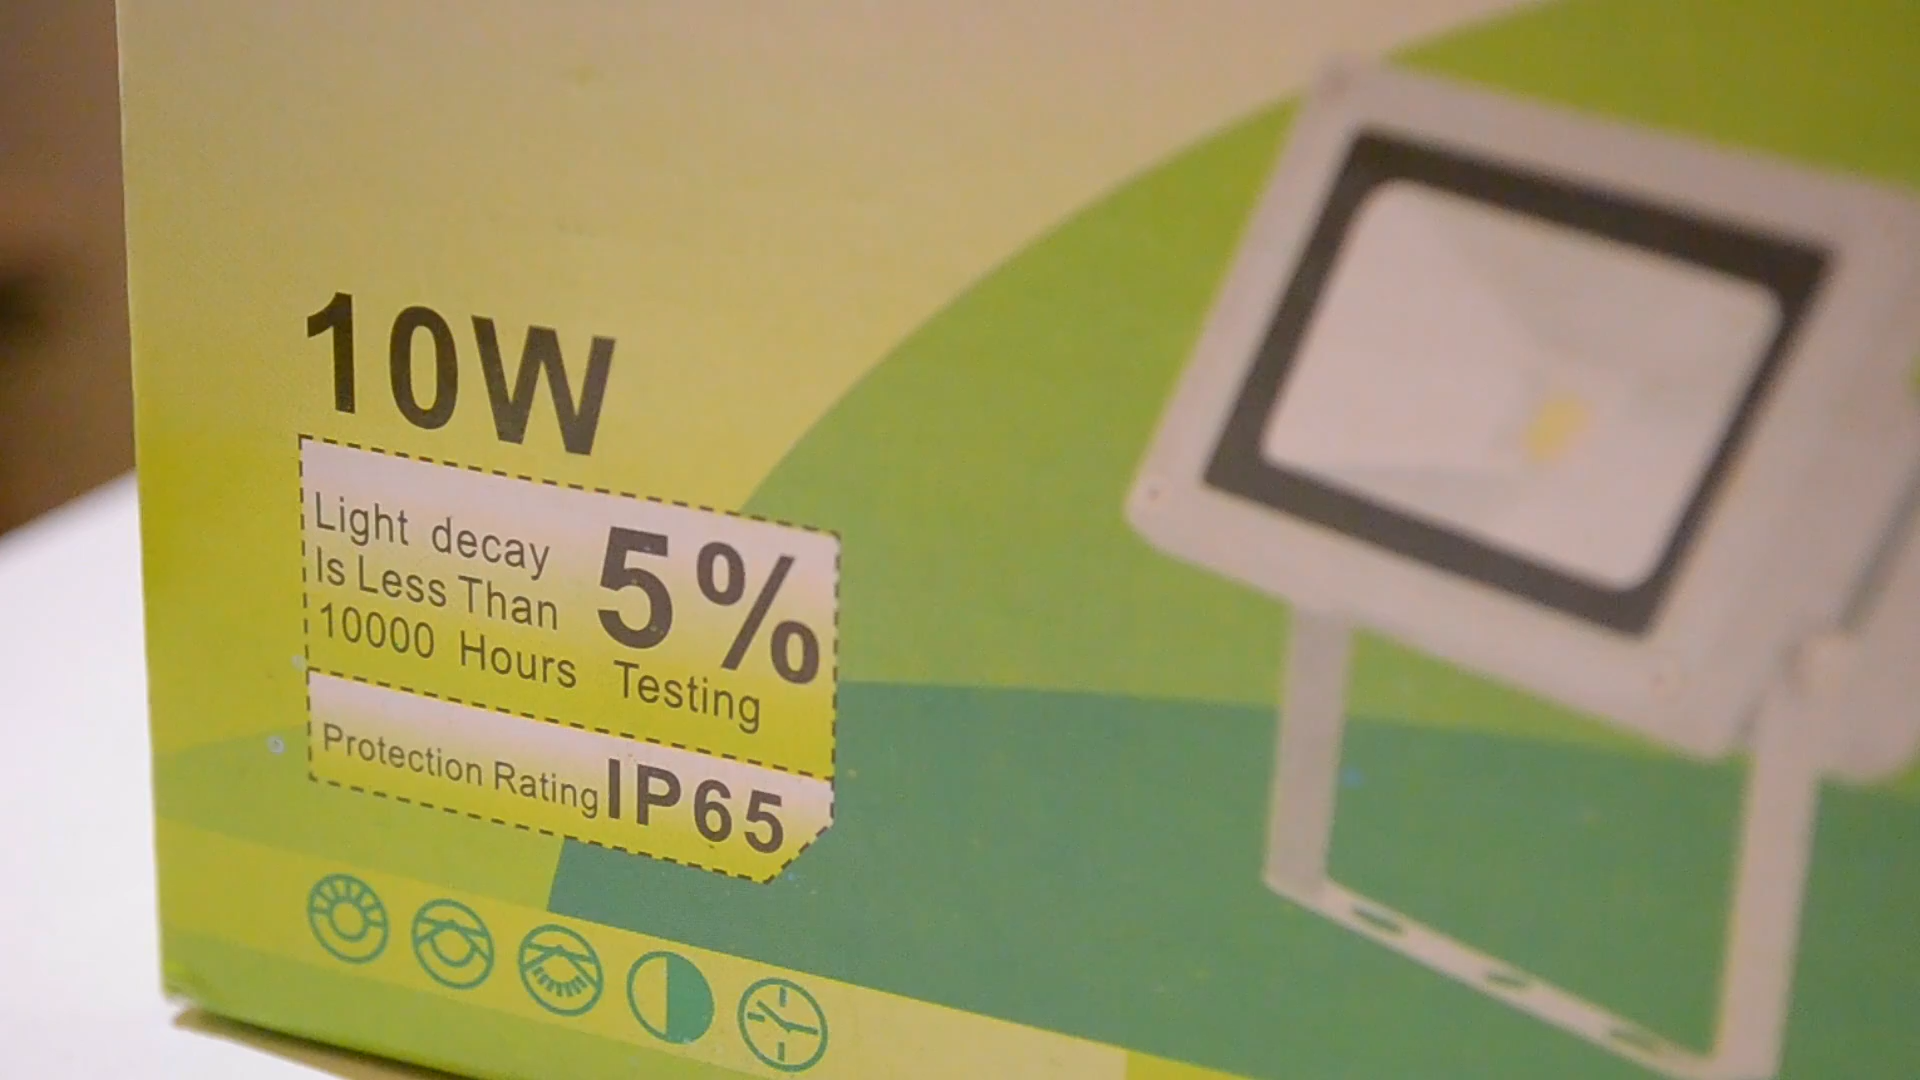 10W
Light decay
Is Less Than 5%
10000 Hours Testing
Protection Rating IP65